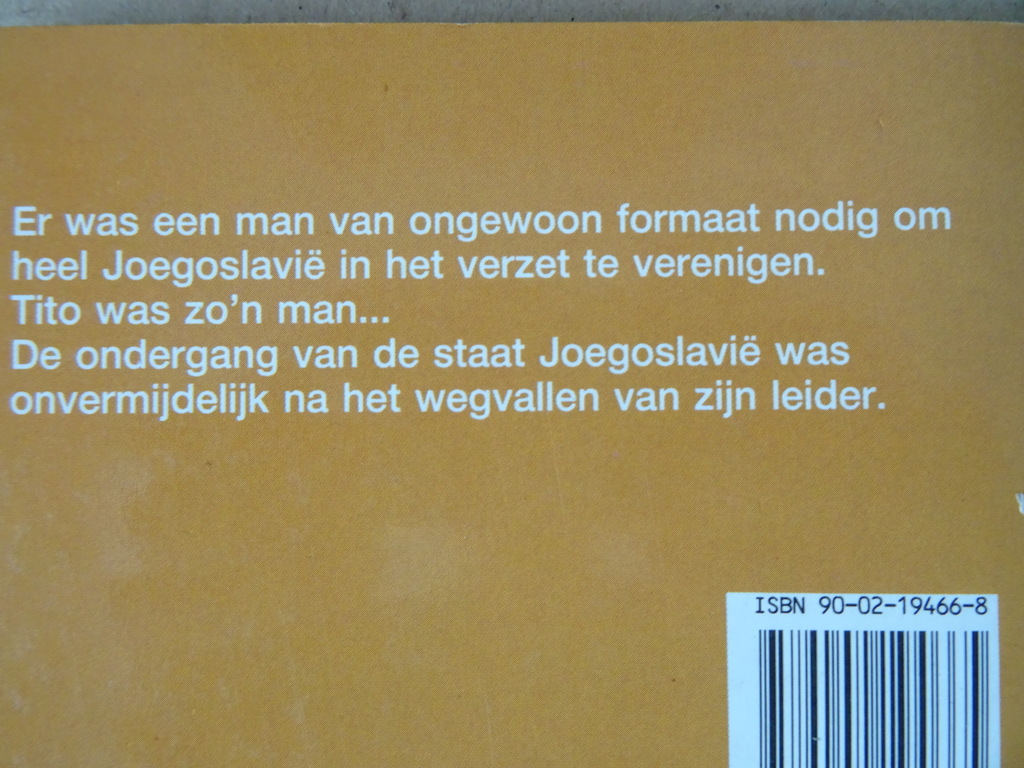 Er was een man van ongewoon formaat nodig om
heel Joegoslavië in het verzet te verenigen.
Tito was zo'n man...
De ondergang van de staat Joegoslavië was
onvermijdelijk na het wegvallen van zijn leider.
ISBN 90-02-19466-8